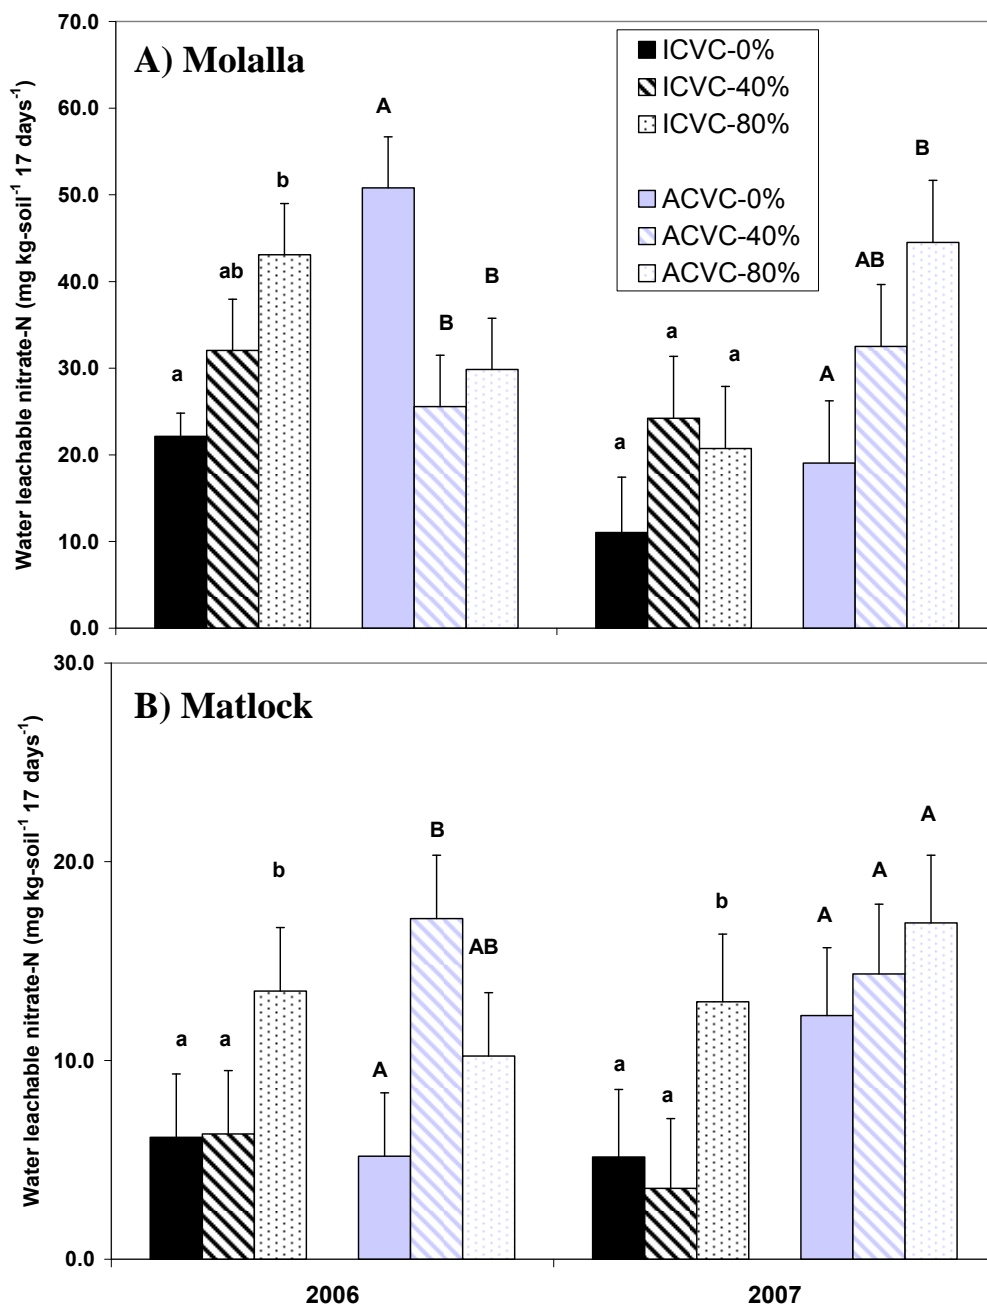 70.0
60.0
50.0
40.0
30.0
20.0
10.0
0.0
Water leachable nitrate-N (mg kg-soil⁻¹ 17 days⁻¹)
A) Molalla
ICVC-0%
ICVC-40%
ICVC-80%
ACVC-0%
ACVC-40%
ACVC-80%
a
ab
b
A
B
B
a
a
a
A
AB
B
30.0
20.0
10.0
0.0
Water leachable nitrate-N (mg kg-soil⁻¹ 17 days⁻¹)
B) Matlock
a
a
b
A
B
AB
a
a
b
A
A
A
2006
2007